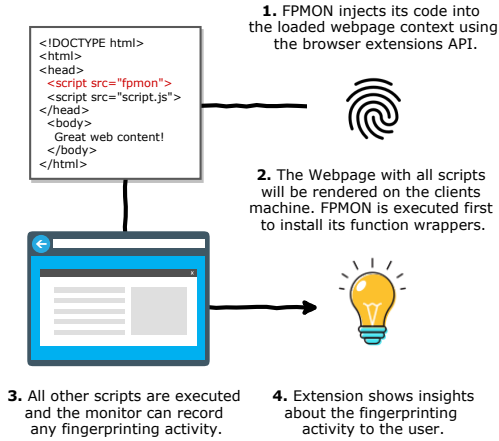 1. FPMON injects its code into
the loaded webpage context using
the browser extensions API.
<!DOCTYPE html>
<html>
<head>
<script src="fpmon">
<script src="script.js">
</head>
<body>
Great web content!
</body>
</html>
2. The Webpage with all scripts
will be rendered on the clients
machine. FPMON is executed first
to install its function wrappers.
x
3. All other scripts are executed
and the monitor can record
any fingerprinting activity.
4. Extension shows insights
about the fingerprinting
activity to the user.